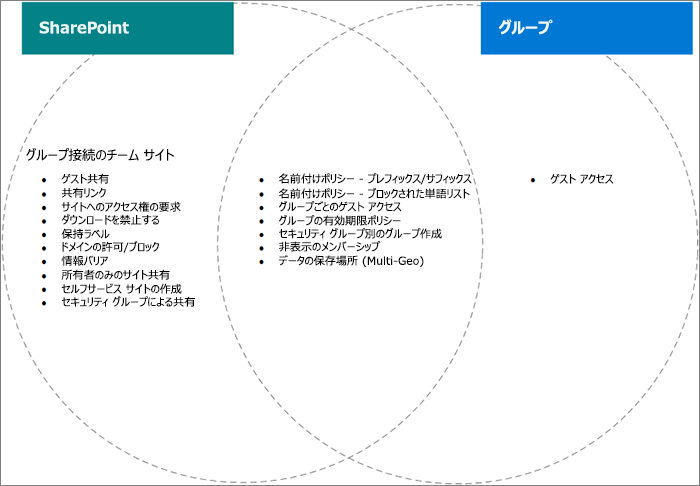 SharePoint
グループ
グループ接続のチーム サイト
• ゲスト共有
• 共有リンク
• サイトへのアクセス権の要求
• ダウンロードを禁止する
• 保持ラベル
• ドメインの許可/ブロック
• 情報バリア
• 所有者のみのサイト共有
• セルフサービス サイトの作成
• セキュリティ グループによる共有
• 名前付けポリシー - プレフィックス/サフィックス
• 名前付けポリシー - ブロックされた単語リスト
• グループごとのゲスト アクセス
• グループの有効期限ポリシー
• セキュリティ グループ別のグループ作成
• 非表示のメンバーシップ
• データの保存場所 (Multi-Geo)
• ゲスト アクセス